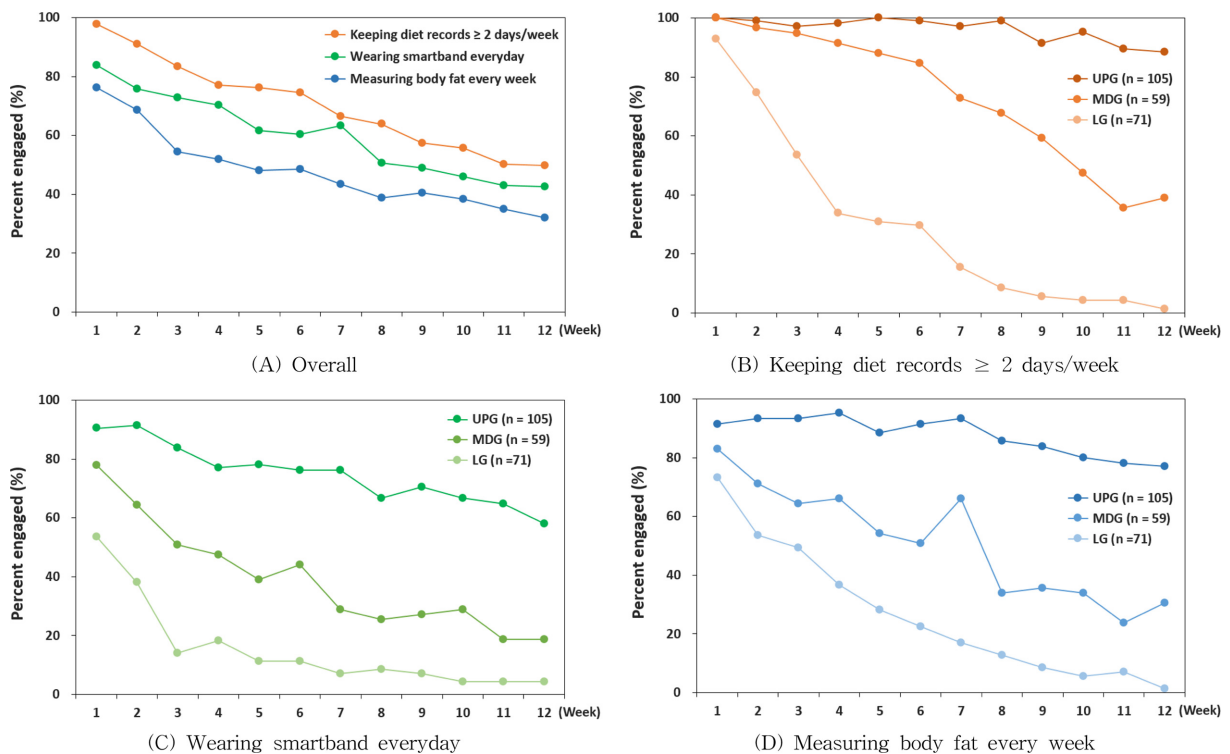 100
80
60
40
20
0
Percent engaged (%)
Keeping diet records ≥ 2 days/week
Wearing smartband everyday
Measuring body fat every week
1 2 3 4 5 6 7 8 9 10 11 12 (Week)
(A) Overall
100
80
60
40
20
0
Percent engaged (%)
UPG (n = 105)
MDG (n = 59)
LG (n =71)
1 2 3 4 5 6 7 8 9 10 11 12 (Week)
(B) Keeping diet records ≥ 2 days/week
100
80
60
40
20
0
Percent engaged (%)
UPG (n = 105)
MDG (n = 59)
LG (n =71)
1 2 3 4 5 6 7 8 9 10 11 12 (Week)
(C) Wearing smartband everyday
100
80
60
40
20
0
Percent engaged (%)
UPG (n = 105)
MDG (n = 59)
LG (n =71)
1 2 3 4 5 6 7 8 9 10 11 12 (Week)
(D) Measuring body fat every week